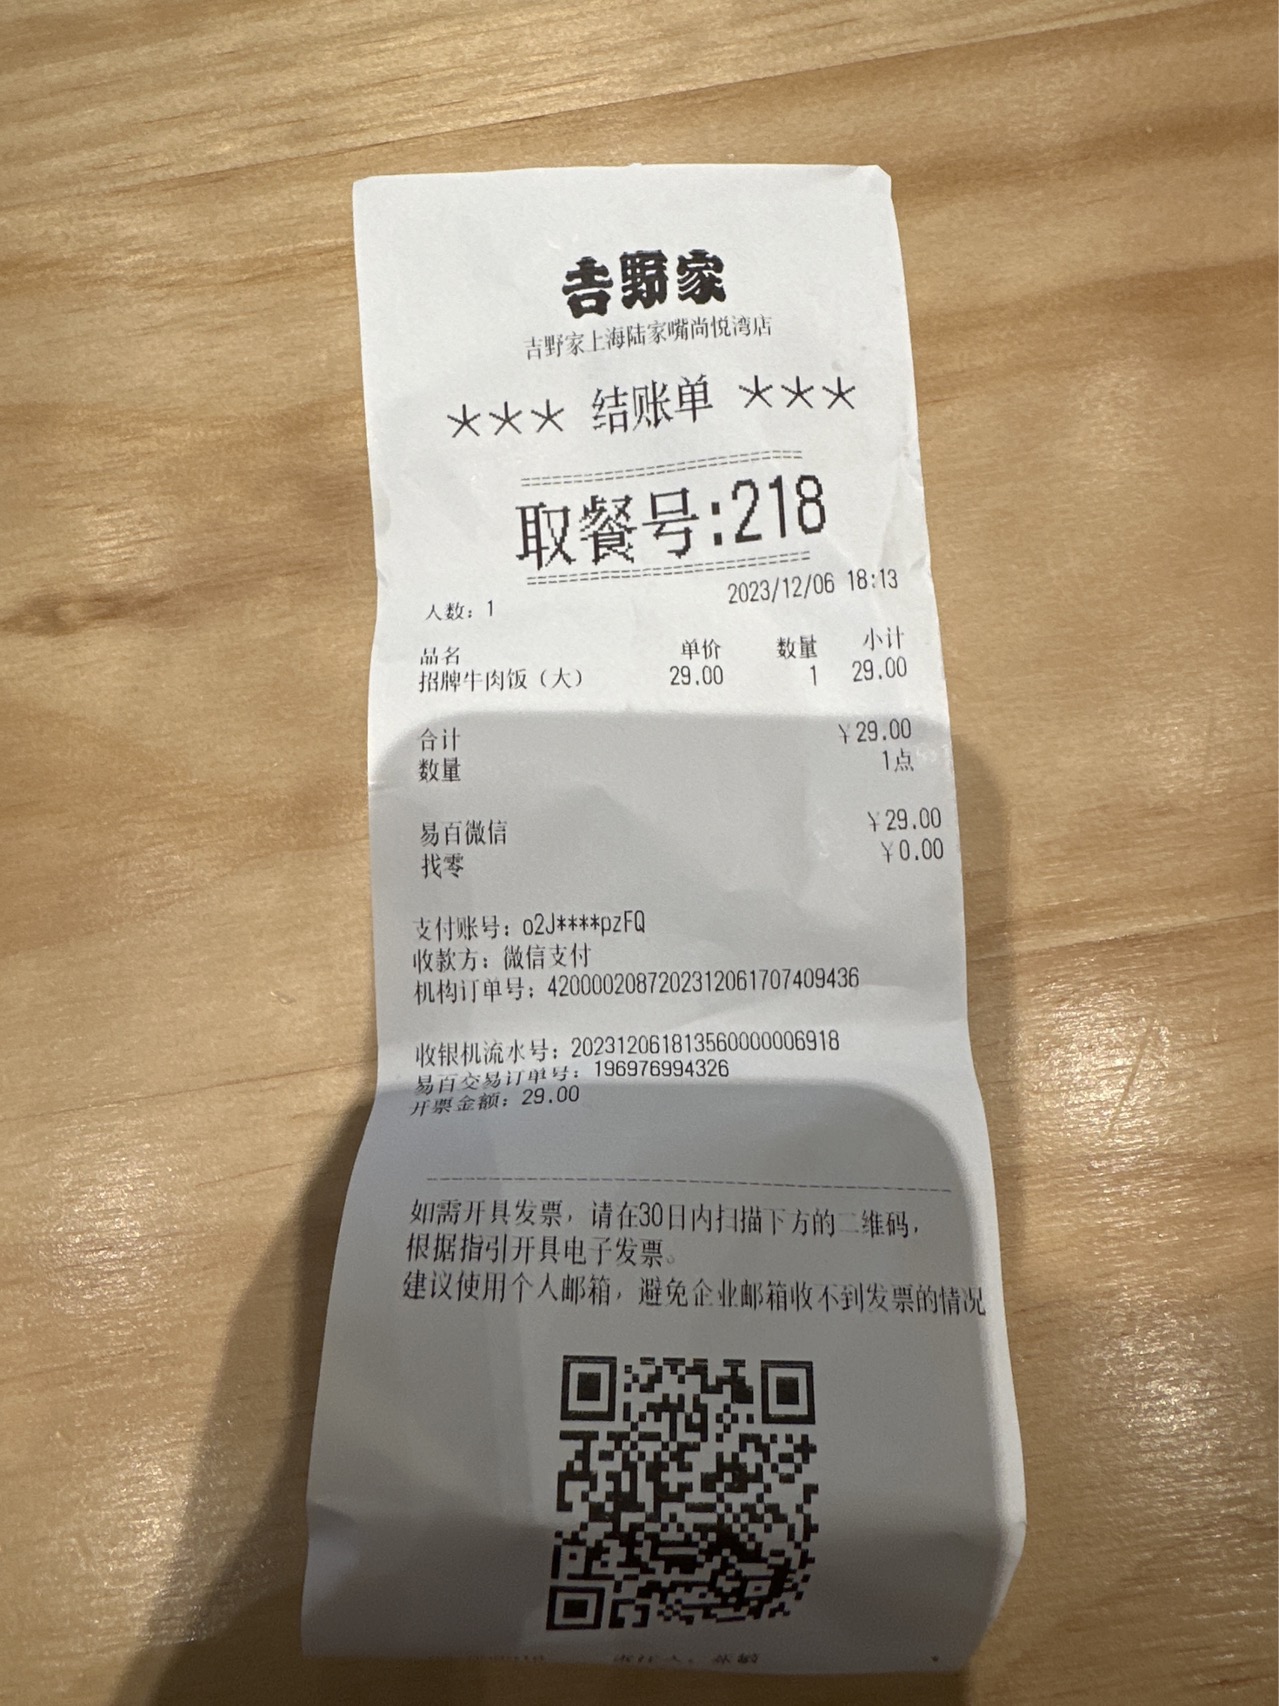 吉野家
吉野家上海陆家嘴尚悦湾店
*** 结账单 ***
取餐号:218
2023/12/06 18:13
人数: 1
品名 单价 数量 小计
招牌牛肉饭（大） 29.00 1 29.00
合计 ¥29.00
数量 1点
易百微信 ¥29.00
找零 ¥0.00
支付账号: o2J****pzFQ
收款方: 微信支付
机构订单号: 4200002087202312061707409436
收银机流水号: 202312061813560000006918
易百交易订单号: 196976994326
开票金额: 29.00
如需开具发票，请在30日内扫描下方的二维码，
根据指引开具电子发票。
建议使用个人邮箱，避免企业邮箱收不到发票的情况